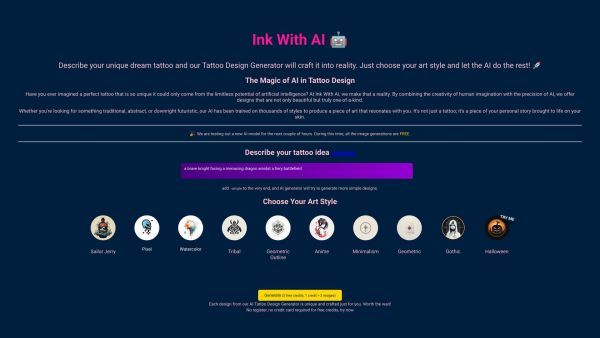 Ink With AI 🤖
Describe your unique dream tattoo and our Tattoo Design Generator will craft it into reality. Just choose your art style and let the AI do the rest! 🚀
The Magic of AI in Tattoo Design
Have you ever imagined a perfect tattoo that is so unique it could only come from the limitless potential of artificial intelligence? At Ink With AI, we make that a reality. By combining the creativity of human imagination with the precision of AI, we offer
designs that are not only beautiful but truly one-of-a-kind.
Whether you're looking for something traditional, abstract, or downright futuristic, our AI has been trained on thousands of styles to produce a piece of art that resonates with you. It's not just a tattoo; it's a piece of your personal story brought to life on your
skin.
🎉 We are testing out a new AI model for the next couple of hours. During this time, all the image generations are FREE.
Describe your tattoo idea
a brave knight facing a menacing dragon amidst a fiery battlefield
add -simple to the very end, and AI generator will try to generate more simple designs.
Choose Your Art Style
TRY ME
Sailor Jerry
Pixel
Watercolor
Tribal
Geometric
Outline
Anime
Minimalism
Geometric
Gothic
Halloween
Generate (2 free credits, 1 credit = 3 images)
Each design from our AI Tattoo Design Generator is unique and crafted just for you. Worth the wait!
No register, no credit card required for free credits, try now